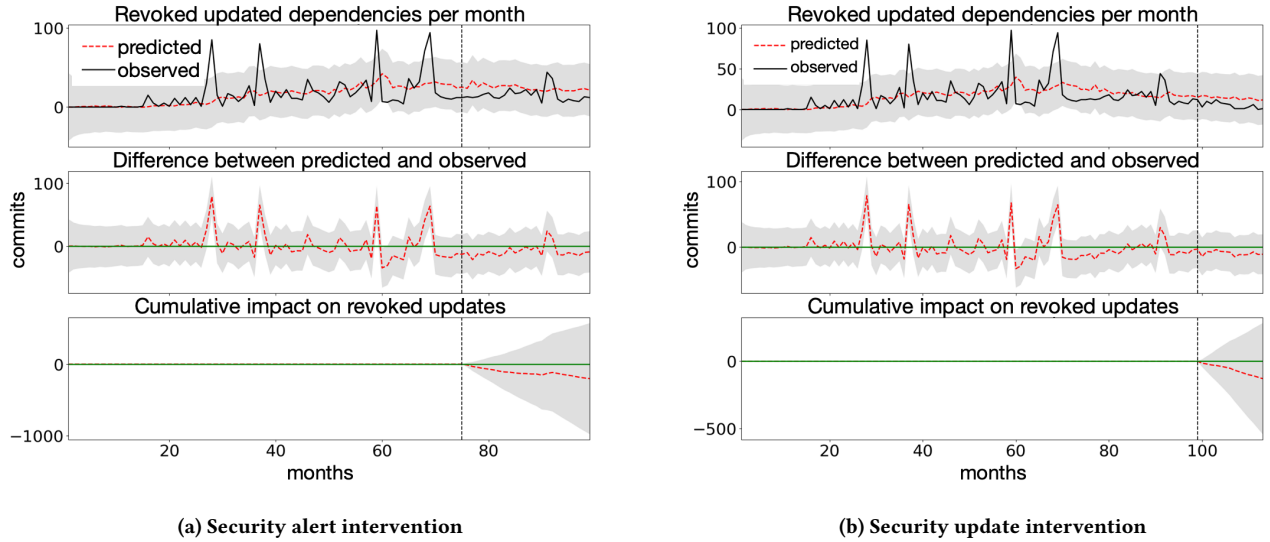 Revoked updated dependencies per month
100
0
predicted
observed
Difference between predicted and observed
100
0
commits
Cumulative impact on revoked updates
0
−1000
20
40
60
80
months
(a) Security alert intervention
Revoked updated dependencies per month
100
50
0
predicted
observed
Difference between predicted and observed
100
0
commits
Cumulative impact on revoked updates
0
−500
20
40
60
80
100
months
(b) Security update intervention